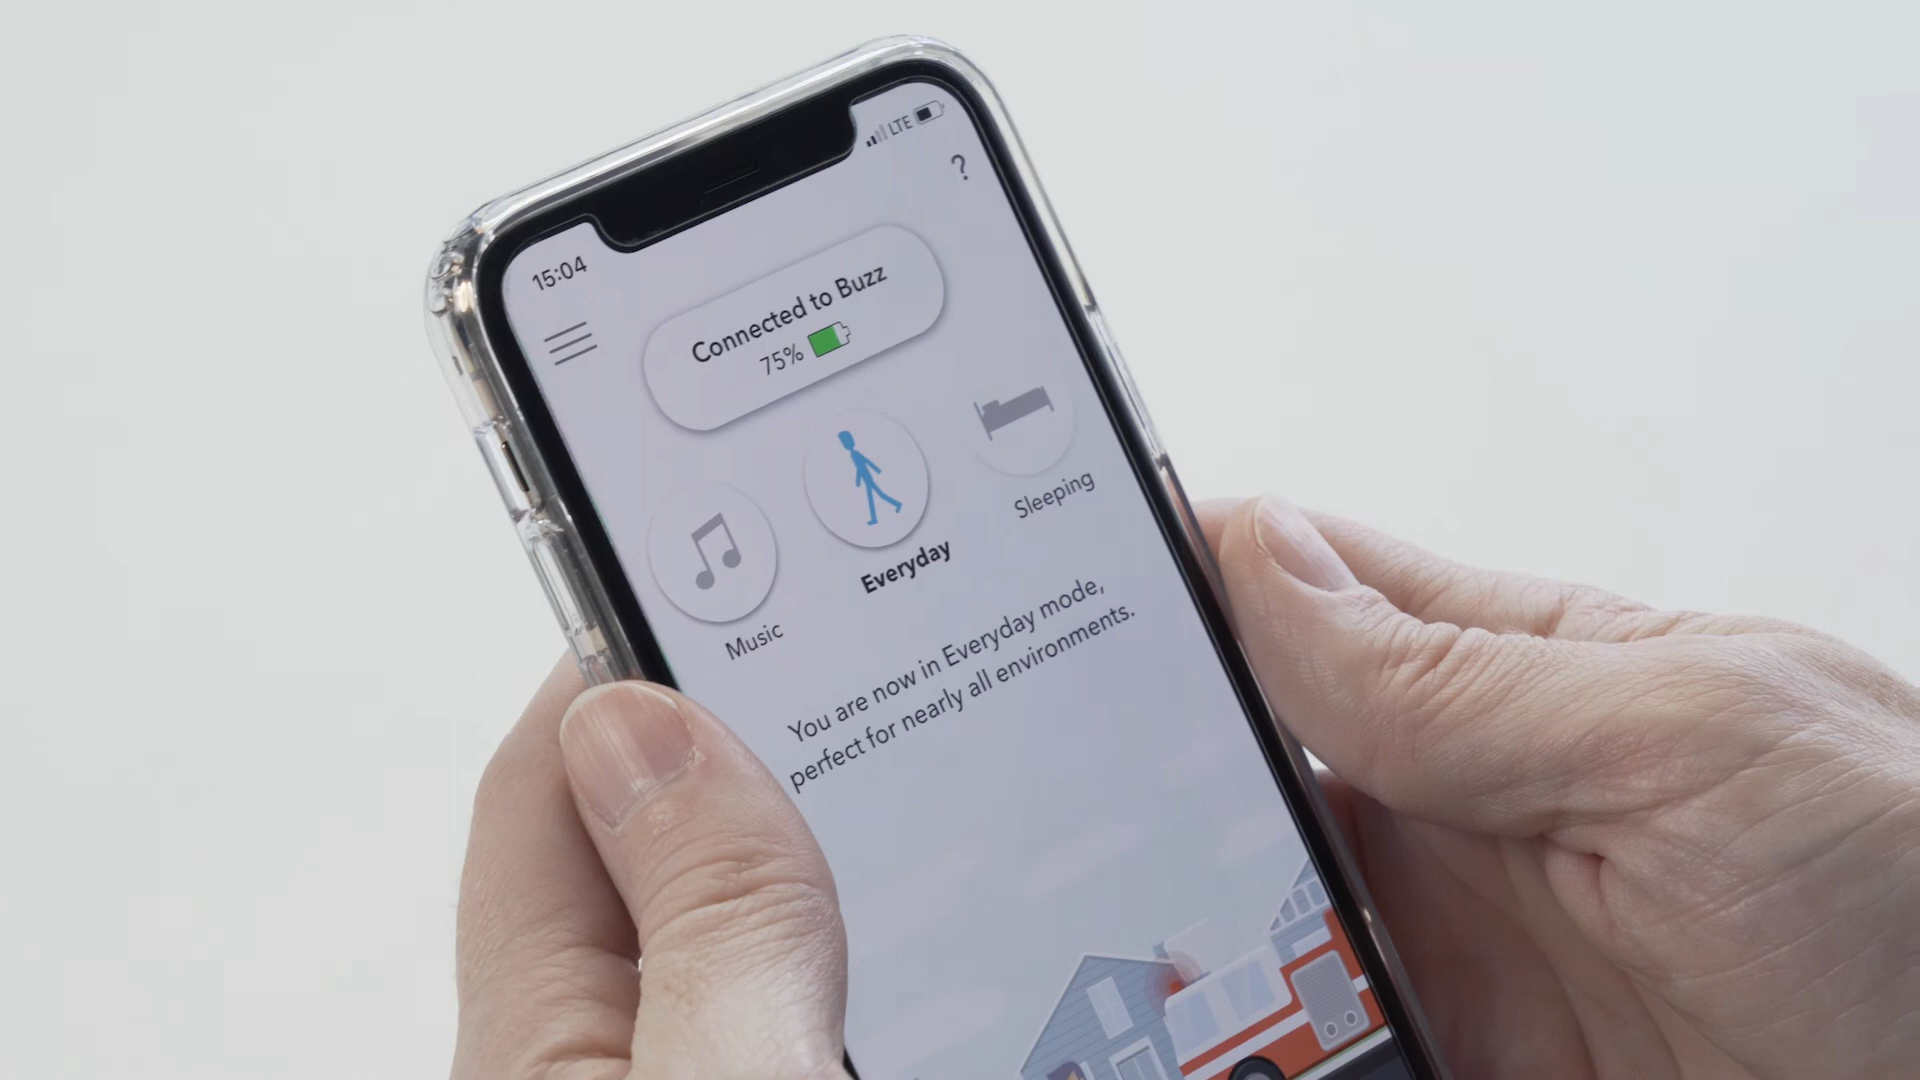 15:04
LTE
?
Connected to Buzz
75%
Music
Everyday
Sleeping
You are now in Everyday mode,
perfect for nearly all environments.